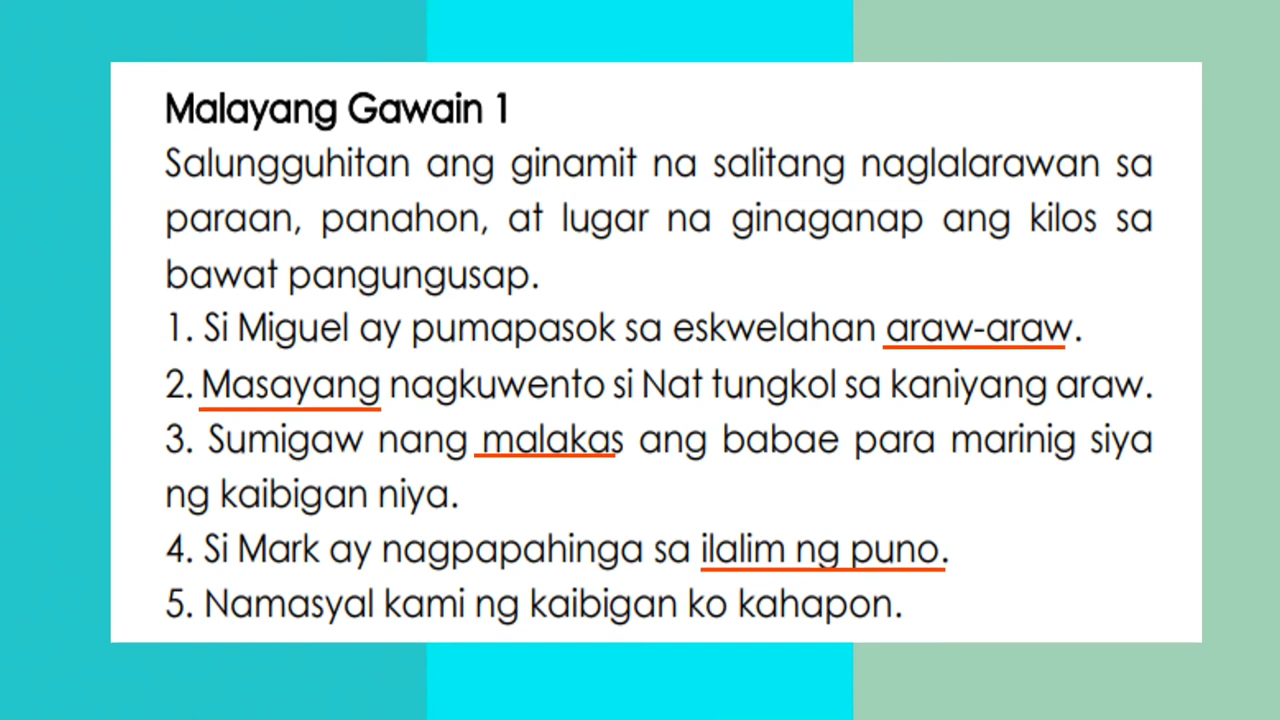 Malayang Gawain 1
Salungguhitan ang ginamit na salitang naglalarawan sa
paraan, panahon, at lugar na ginaganap ang kilos sa
bawat pangungusap.
1. Si Miguel ay pumapasok sa eskwelahan araw-araw.
2. Masayang nagkuwento si Nat tungkol sa kaniyang araw.
3. Sumigaw nang malakas ang babae para marinig siya
ng kaibigan niya.
4. Si Mark ay nagpapahinga sa ilalim ng puno.
5. Namasyal kami ng kaibigan ko kahapon.